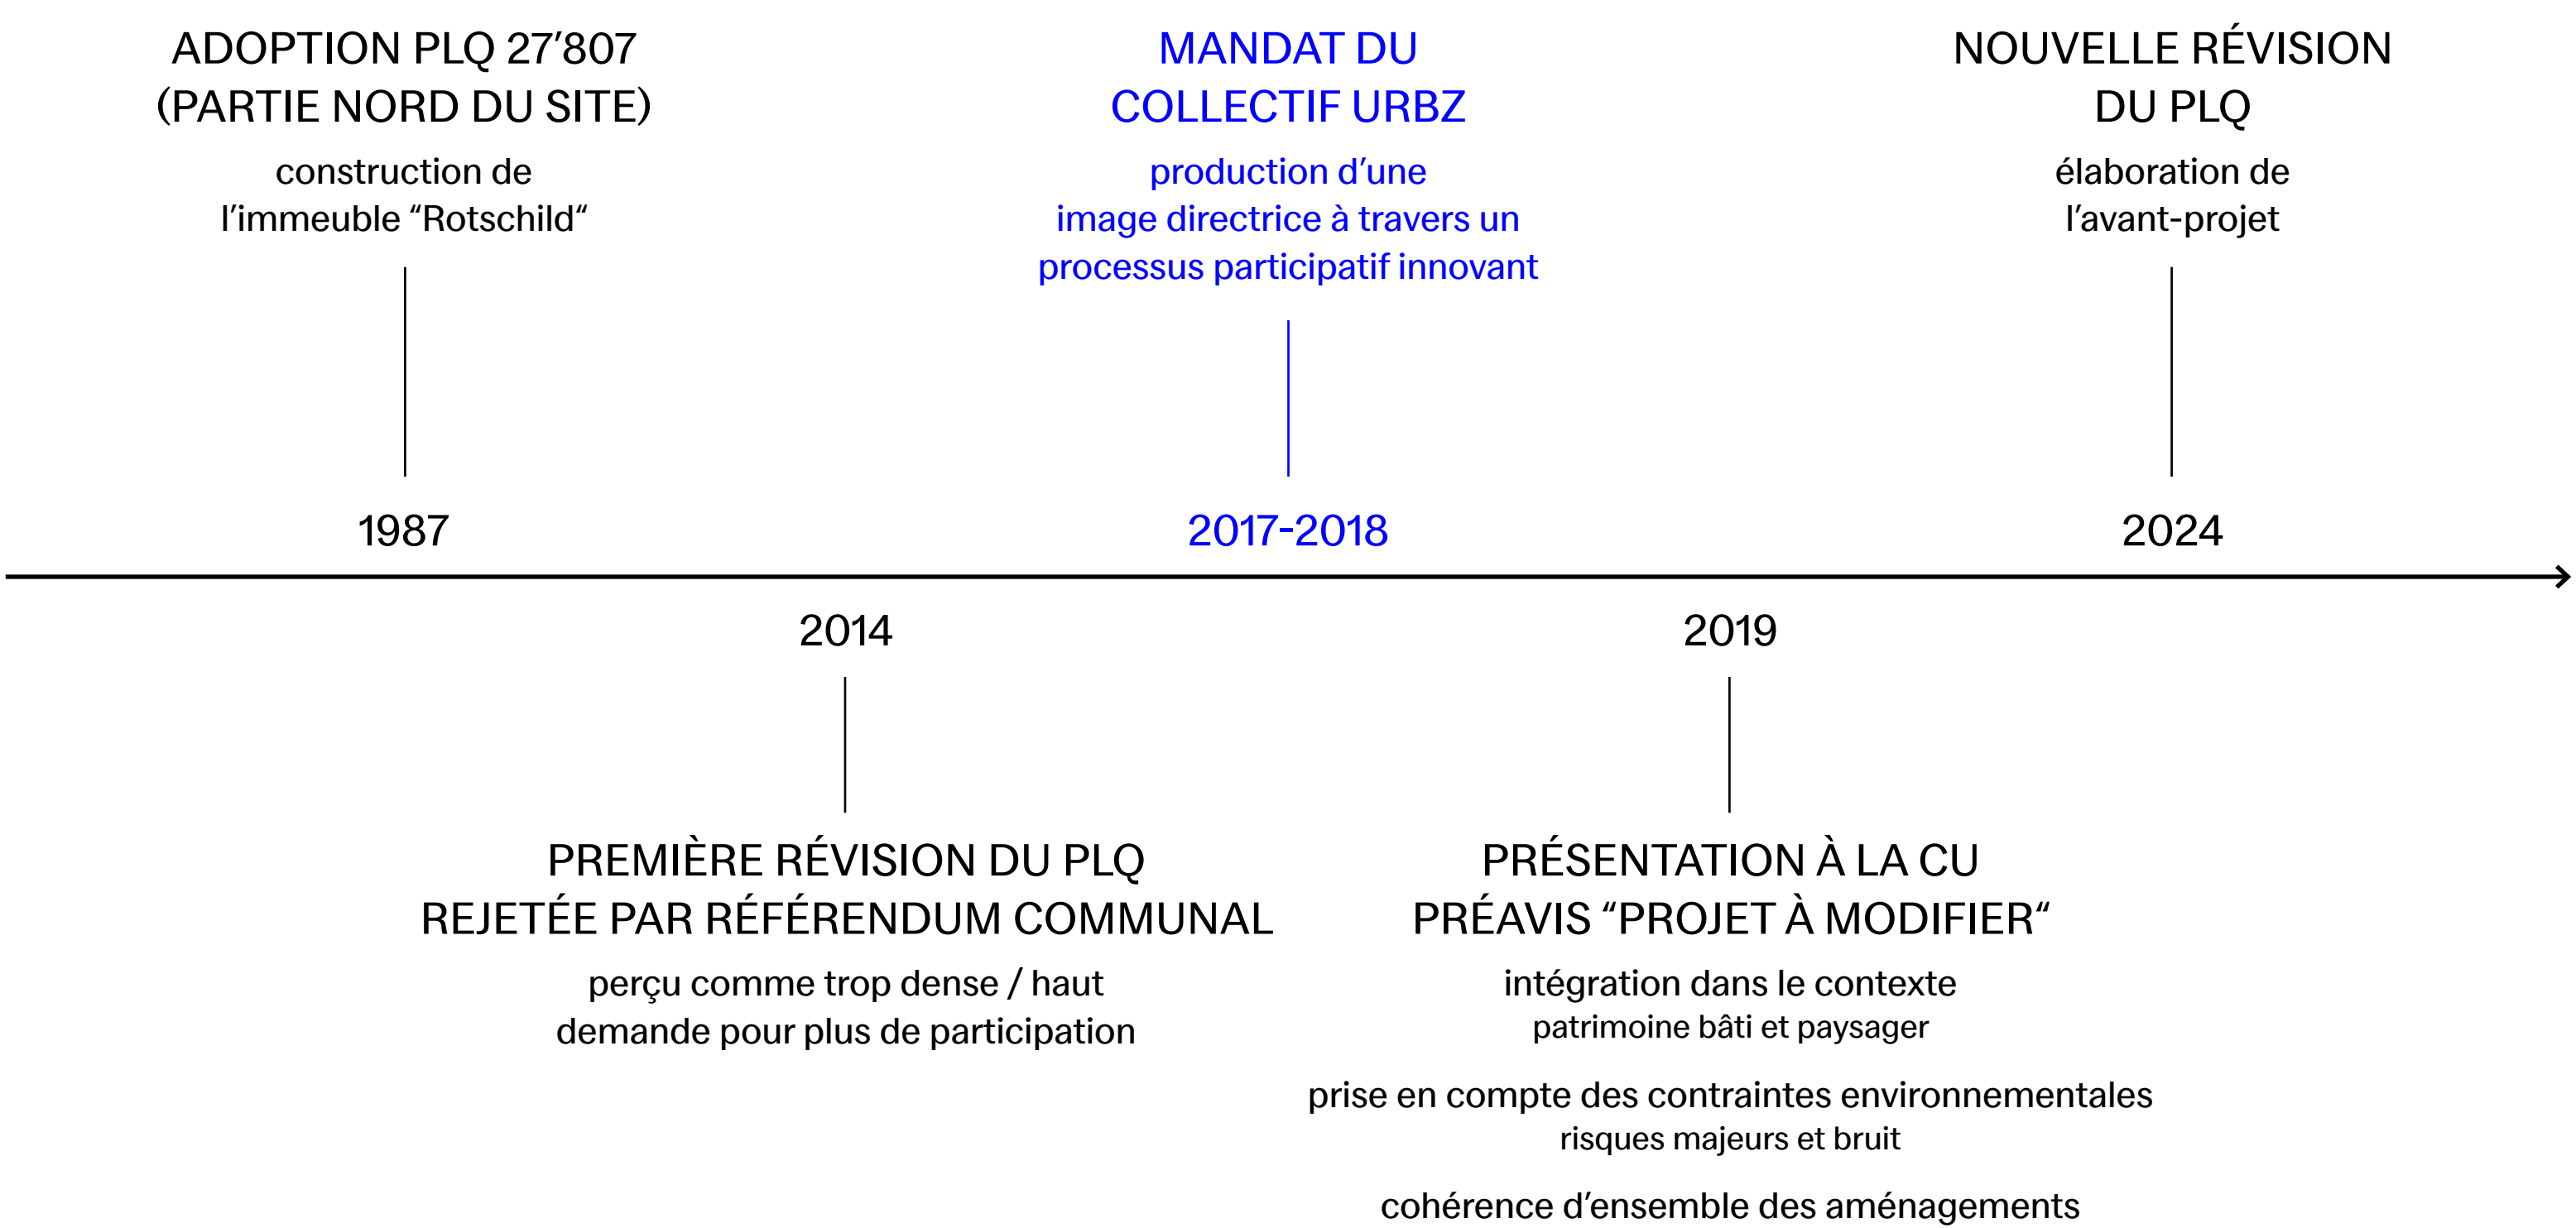 ADOPTION PLQ 27’807
(PARTIE NORD DU SITE)
construction de
l’immeuble “Rotschild“
1987
MANDAT DU
COLLECTIF URBZ
production d’une
image directrice à travers un
processus participatif innovant
2017-2018
NOUVELLE RÉVISION
DU PLQ
élaboration de
l’avant-projet
2024
2014
PREMIÈRE RÉVISION DU PLQ
REJETÉE PAR RÉFÉRENDUM COMMUNAL
perçu comme trop dense / haut
demande pour plus de participation
2019
PRÉSENTATION À LA CU
PRÉAVIS “PROJET À MODIFIER“
intégration dans le contexte
patrimoine bâti et paysager
prise en compte des contraintes environnementales
risques majeurs et bruit
cohérence d’ensemble des aménagements